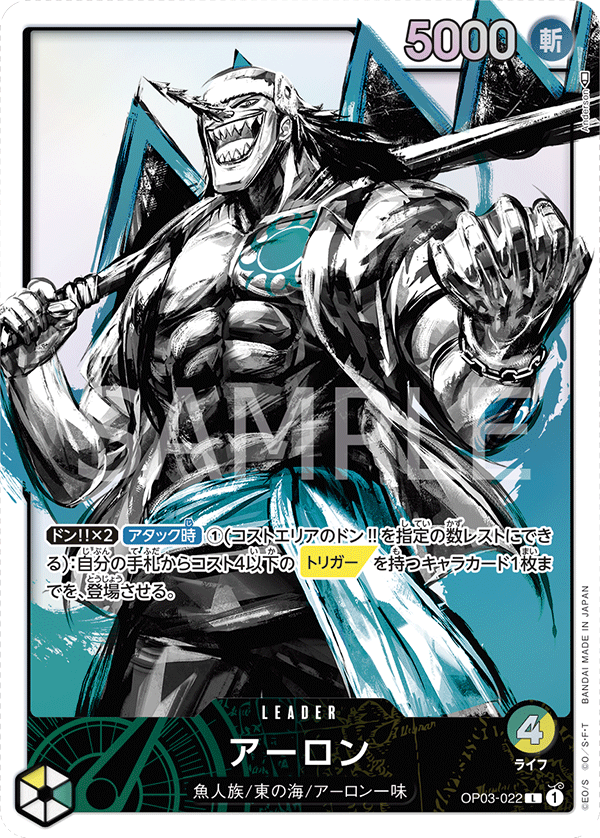 5000 斬
Anderson
SAMPLE
ドン!!×2 アタック時 ①(コストエリアのドン!!を指定の数レストにでき
る):自分の手札からコスト4以下の トリガー を持つキャラカード1枚ま
でを、登場させる。
LEADER
アーロン
4
ライフ
魚人族/東の海/アーロン一味
OP03-022 L 1
©EO/S ©O/S・F・T BANDAI MADE IN JAPAN